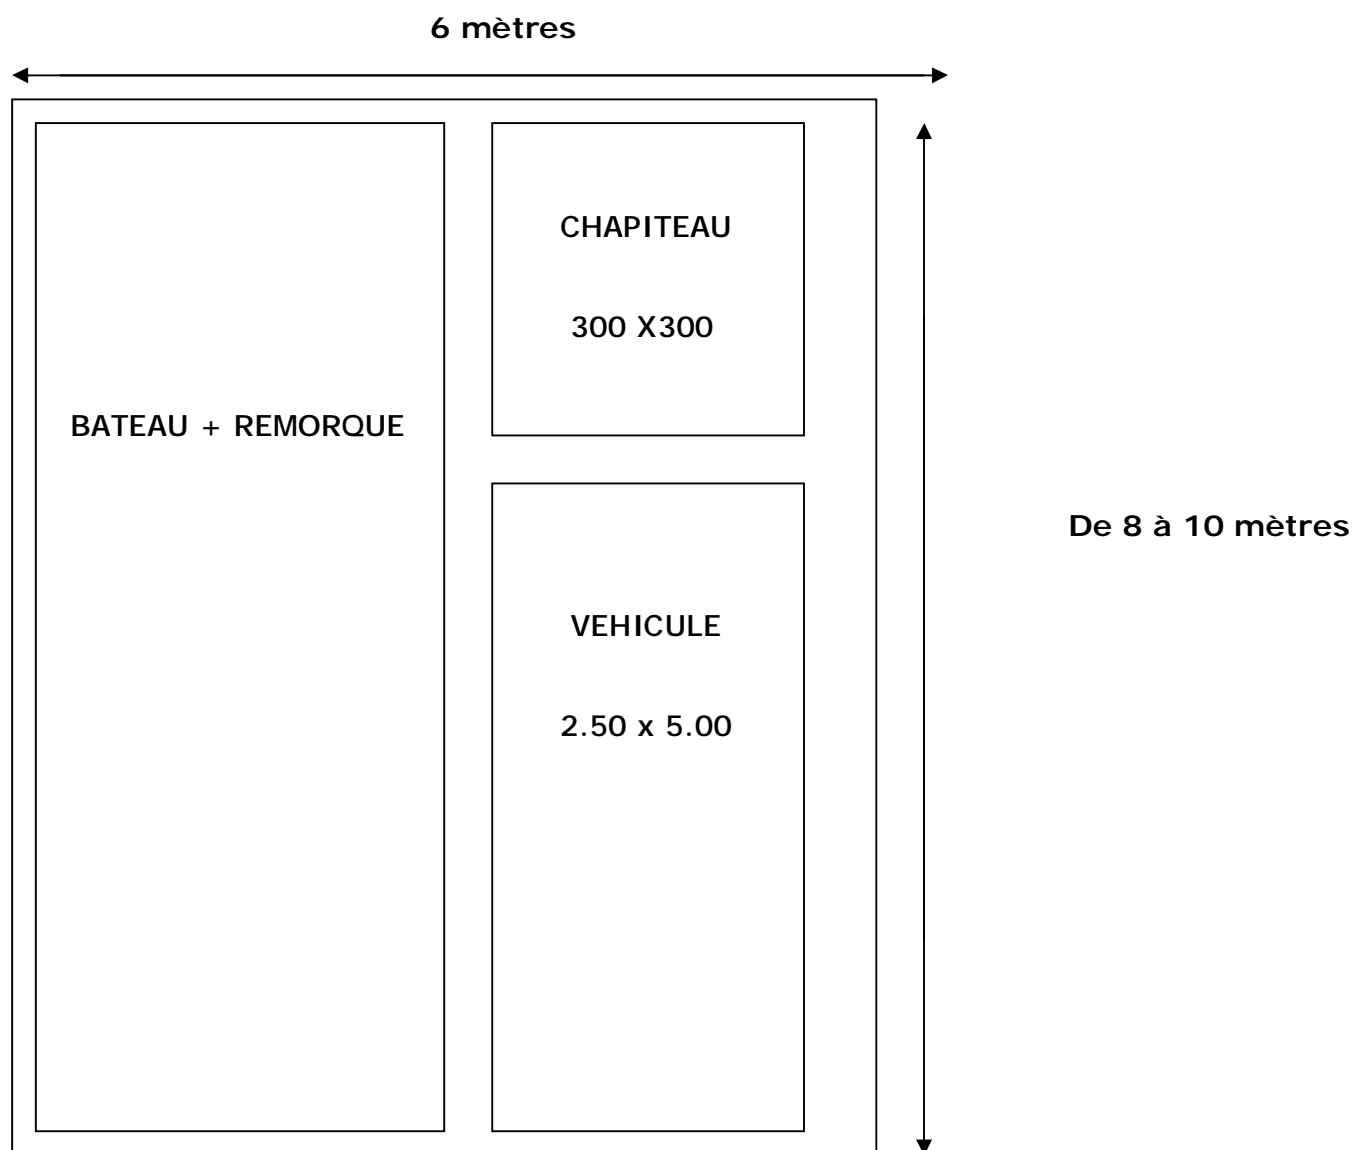 6 mètres
CHAPITEAU
300 X300
BATEAU + REMORQUE
De 8 à 10 mètres
VEHICULE
2.50 x 5.00